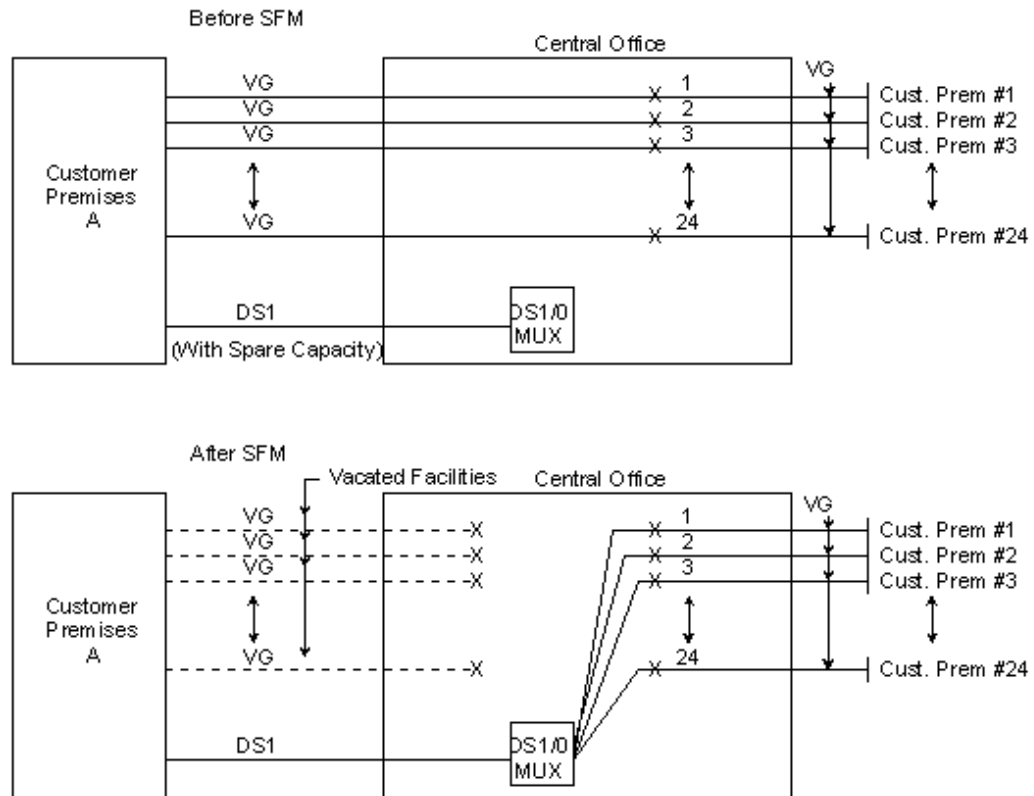 Before SFM
Central Office
VG
VG 1 Cust. Prem #1
VG 2 Cust. Prem #2
VG 3 Cust. Prem #3
Customer
Premises
A
VG 24 Cust. Prem #24
DS1 DS1/0
MUX
(With Spare Capacity)
After SFM
Vacated Facilities Central Office
VG
VG 1 Cust. Prem #1
VG 2 Cust. Prem #2
VG 3 Cust. Prem #3
Customer
Premises
A
VG 24 Cust. Prem #24
DS1 DS1/0
MUX